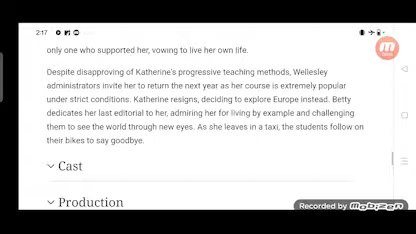 2:17
only one who supported her, vowing to live her own life.
Despite disapproving of Katherine's progressive teaching methods, Wellesley
administrators invite her to return the next year as her course is extremely popular
under strict conditions. Katherine resigns, deciding to explore Europe instead. Betty
dedicates her last editorial to her, admiring her for living by example and challenging
them to see the world through new eyes. As she leaves in a taxi, the students follow on
their bikes to say goodbye.
Cast
Production
Recorded by Mobizen